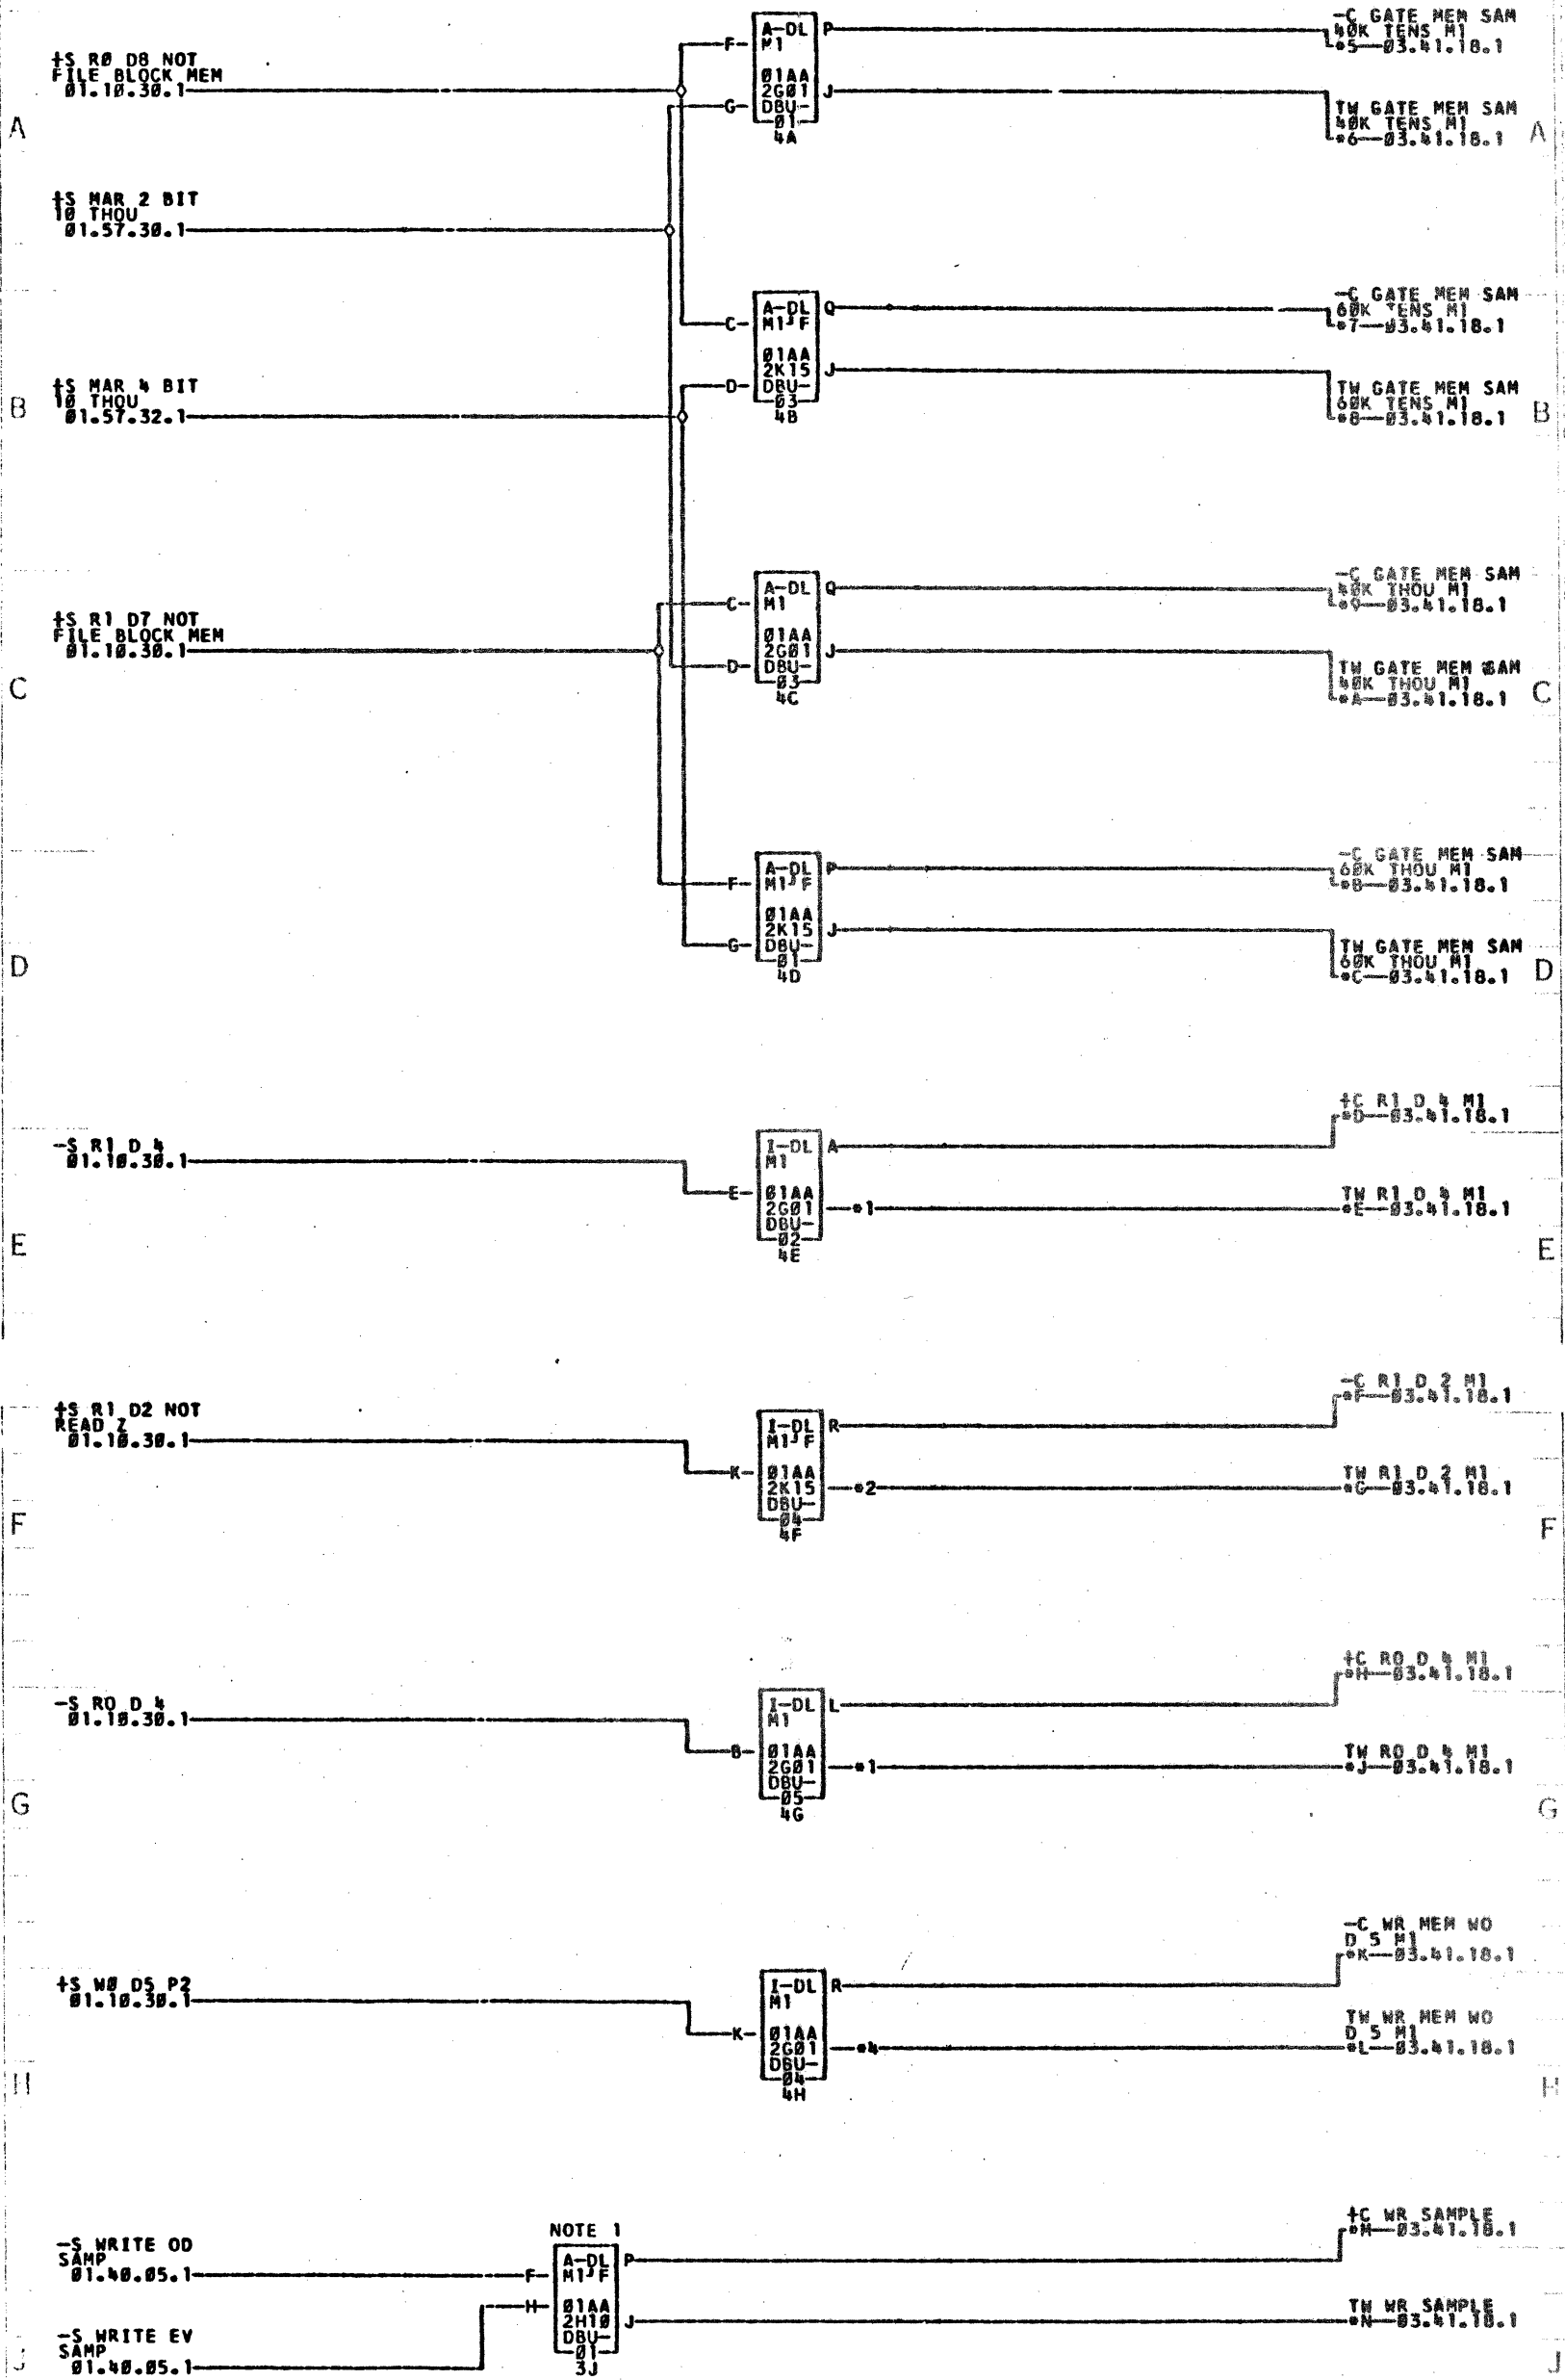 +S RØ D8 NOT
FILE BLOCK MEM
Ø1.1Ø.3Ø.1
F
A-DL P
M1
Ø1AA
2GØ1 J
G
DBU-
Ø1
4A
-C GATE MEM SAM
4ØK TENS M1
*5—Ø3.41.18.1
TW GATE MEM SAM
4ØK TENS M1
*6—Ø3.41.18.1
A
A
+S MAR 2 BIT
1Ø THOU
Ø1.57.3Ø.1
+S MAR 4 BIT
1Ø THOU
Ø1.57.32.1
C
A-DL Q
M1J F
Ø1AA
2K15 J
D
DBU-
Ø3
4B
-C GATE MEM SAM
6ØK TENS M1
*7—Ø3.41.18.1
TW GATE MEM SAM
6ØK TENS M1
*8—Ø3.41.18.1
B
B
+S R1 D7 NOT
FILE BLOCK MEM
Ø1.1Ø.3Ø.1
C
A-DL Q
M1
Ø1AA
2GØ1 J
D
DBU-
Ø3
4C
-C GATE MEM SAM
4ØK THOU M1
*9—Ø3.41.18.1
TW GATE MEM SAM
4ØK THOU M1
*A—Ø3.41.18.1
C
C
F
A-DL P
M1J F
Ø1AA
2K15 J
G
DBU-
Ø1
4D
-C GATE MEM SAM
6ØK THOU M1
*B—Ø3.41.18.1
TW GATE MEM SAM
6ØK THOU M1
*C—Ø3.41.18.1
D
D
-S R1 D 4
Ø1.1Ø.3Ø.1
I-DL A
M1
E
Ø1AA
2GØ1 *1
DBU-
Ø2
4E
+C R1 D 4 M1
*D—Ø3.41.18.1
TW R1 D 4 M1
*E—Ø3.41.18.1
E
E
+S R1 D2 NOT
READ Z
Ø1.1Ø.3Ø.1
I-DL R
M1J F
K
Ø1AA
2K15 *2
DBU-
Ø4
4F
-C R1 D 2 M1
*F—Ø3.41.18.1
TW R1 D 2 M1
*G—Ø3.41.18.1
F
F
-S RO D 4
Ø1.1Ø.3Ø.1
I-DL L
M1
B
Ø1AA
2GØ1 *1
DBU-
Ø5
4G
+C RO D 4 M1
*H—Ø3.41.18.1
TW RO D 4 M1
*J—Ø3.41.18.1
G
G
+S WØ D5 P2
Ø1.1Ø.3Ø.1
I-DL R
M1
K
Ø1AA
2GØ1 *4
DBU-
Ø4
4H
-C WR MEM WO
D 5 M1
*K—Ø3.41.18.1
TW WR MEM WO
D 5 M1
*L—Ø3.41.18.1
H
H
-S WRITE OD
SAMP
Ø1.4Ø.Ø5.1
-S WRITE EV
SAMP
Ø1.4Ø.Ø5.1
NOTE 1
F
A-DL P
M1J F
H
Ø1AA
2H1Ø J
DBU-
Ø1
3J
+C WR SAMPLE
*M—Ø3.41.18.1
TW WR SAMPLE
*N—Ø3.41.18.1
J
J